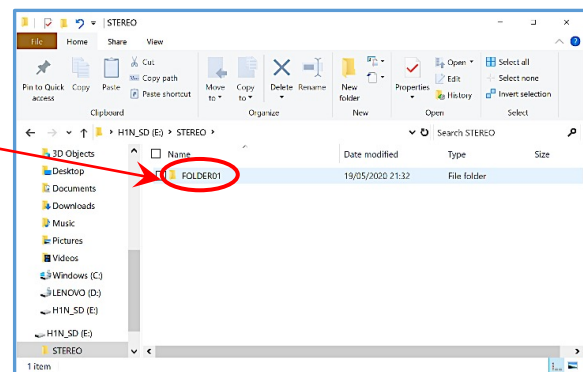 STEREO
File Home Share View
Pin to Quick access
Copy
Paste
Cut
Copy path
Paste shortcut
Clipboard
Move to
Copy to
Delete
Rename
Organize
New folder
New
Properties
Open
Edit
History
Open
Select all
Select none
Invert selection
Select
H1N_SD (E:) > STEREO >
Search STEREO
Name Date modified Type Size
FOLDER01 19/05/2020 21:32 File folder
3D Objects
Desktop
Documents
Downloads
Music
Pictures
Videos
Windows (C:)
LENOVO (D:)
H1N_SD (E:)
H1N_SD (E:)
STEREO
1 item